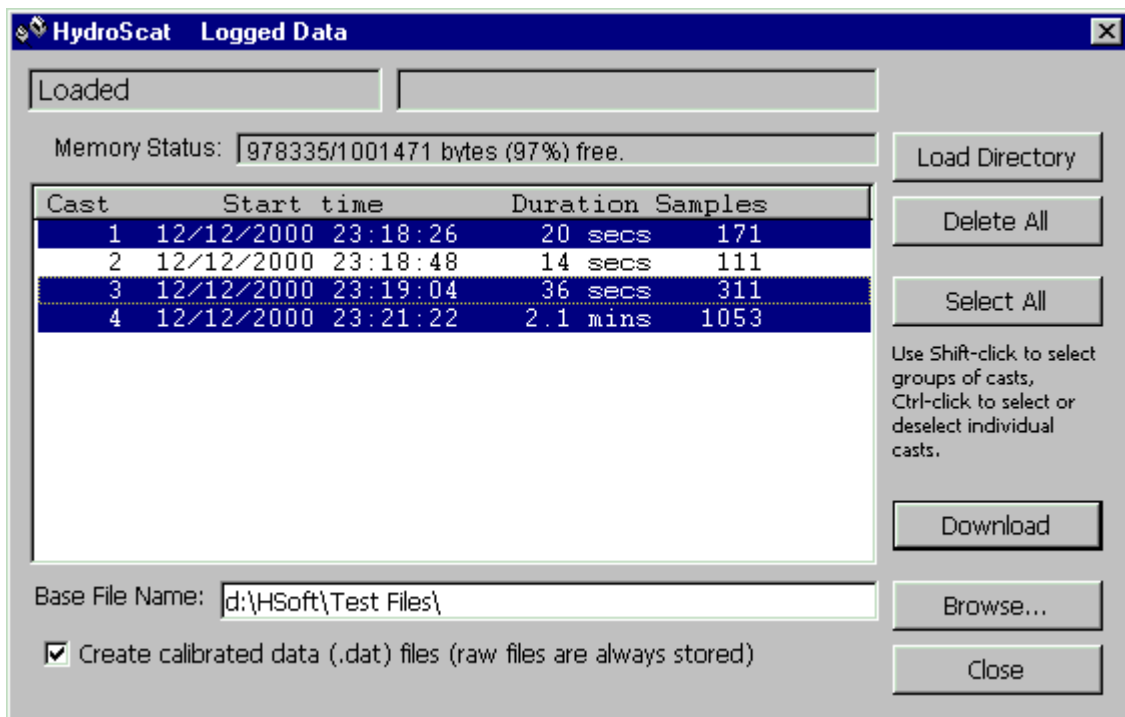 HydroScat Logged Data
Loaded
Memory Status: 978335/1001471 bytes (97%) free.
Load Directory
Cast Start time Duration Samples
1 12/12/2000 23:18:26 20 secs 171
2 12/12/2000 23:18:48 14 secs 111
3 12/12/2000 23:19:04 36 secs 311
4 12/12/2000 23:21:22 2.1 mins 1053
Delete All
Select All
Use Shift-click to select
groups of casts,
Ctrl-click to select or
deselect individual
casts.
Download
Base File Name: d:\HSoft\Test Files\
Browse...
Create calibrated data (.dat) files (raw files are always stored)
Close